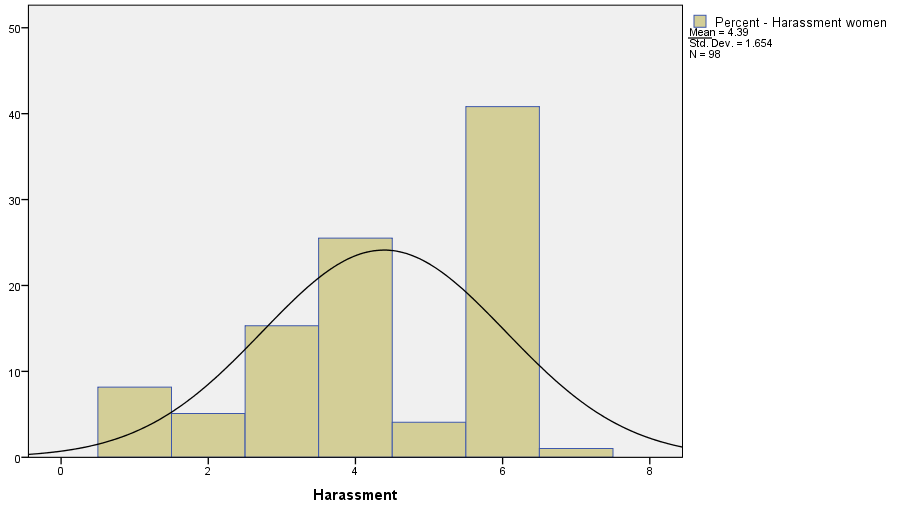 Percent - Harassment women
Mean = 4.39
Std. Dev. = 1.654
N = 98
50
40
30
20
10
0
0 2 4 6 8
Harassment